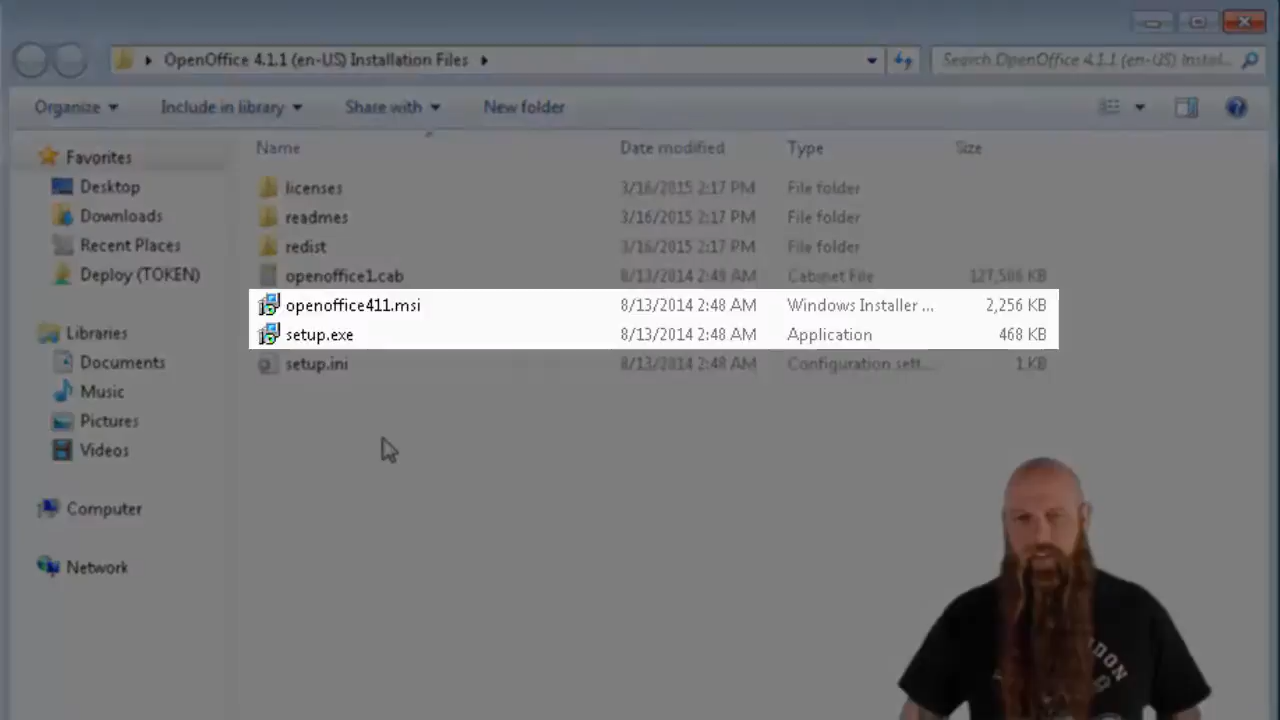 OpenOffice 4.1.1 (en-US) Installation Files
Search OpenOffice 4.1.1 (en-US) Instal...
Organize
Include in library
Share with
New folder
Name Date modified Type Size
Favorites
Desktop
Downloads
Recent Places
Deploy (TOKEN)
Libraries
Documents
Music
Pictures
Videos
Computer
Network
licenses 3/16/2015 2:17 PM File folder
readmes 3/16/2015 2:17 PM File folder
redist 3/16/2015 2:17 PM File folder
openoffice1.cab 8/13/2014 2:49 AM Cabinet File KB
openoffice411.msi 8/13/2014 2:48 AM Windows Installer ... 2,256 KB
setup.exe 8/13/2014 2:48 AM Application 468 KB
setup.ini 8/13/2014 2:48 AM Configuration sett... 1 KB